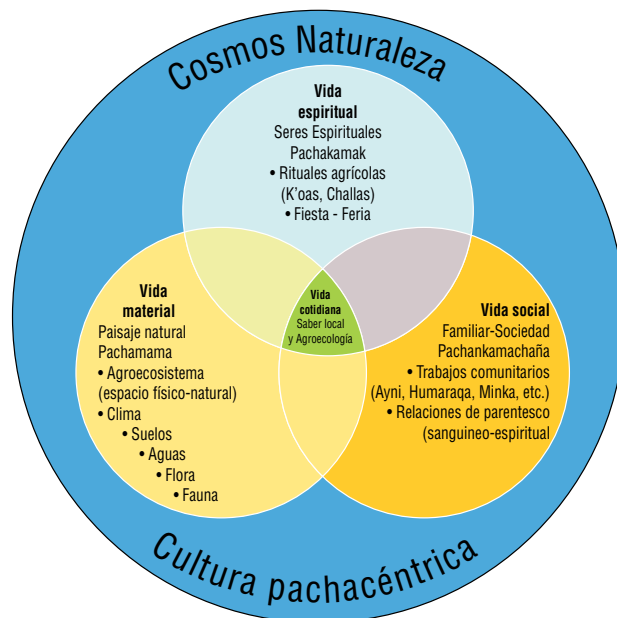 Cosmos Naturaleza
Vida
espiritual
Seres Espirituales
Pachakamak
• Rituales agrícolas
(K'oas, Challas)
• Fiesta - Feria
Vida
material
Paisaje natural
Pachamama
• Agroecosistema
(espacio físico-natural)
• Clima
• Suelos
• Aguas
• Flora
• Fauna
Vida
cotidiana
Saber local
y Agroecología
Vida social
Familiar-Sociedad
Pachankamachaña
• Trabajos comunitarios
(Ayni, Humaraqa, Minka, etc.)
• Relaciones de parentesco
(sanguineo-espiritual
Cultura pachacéntrica